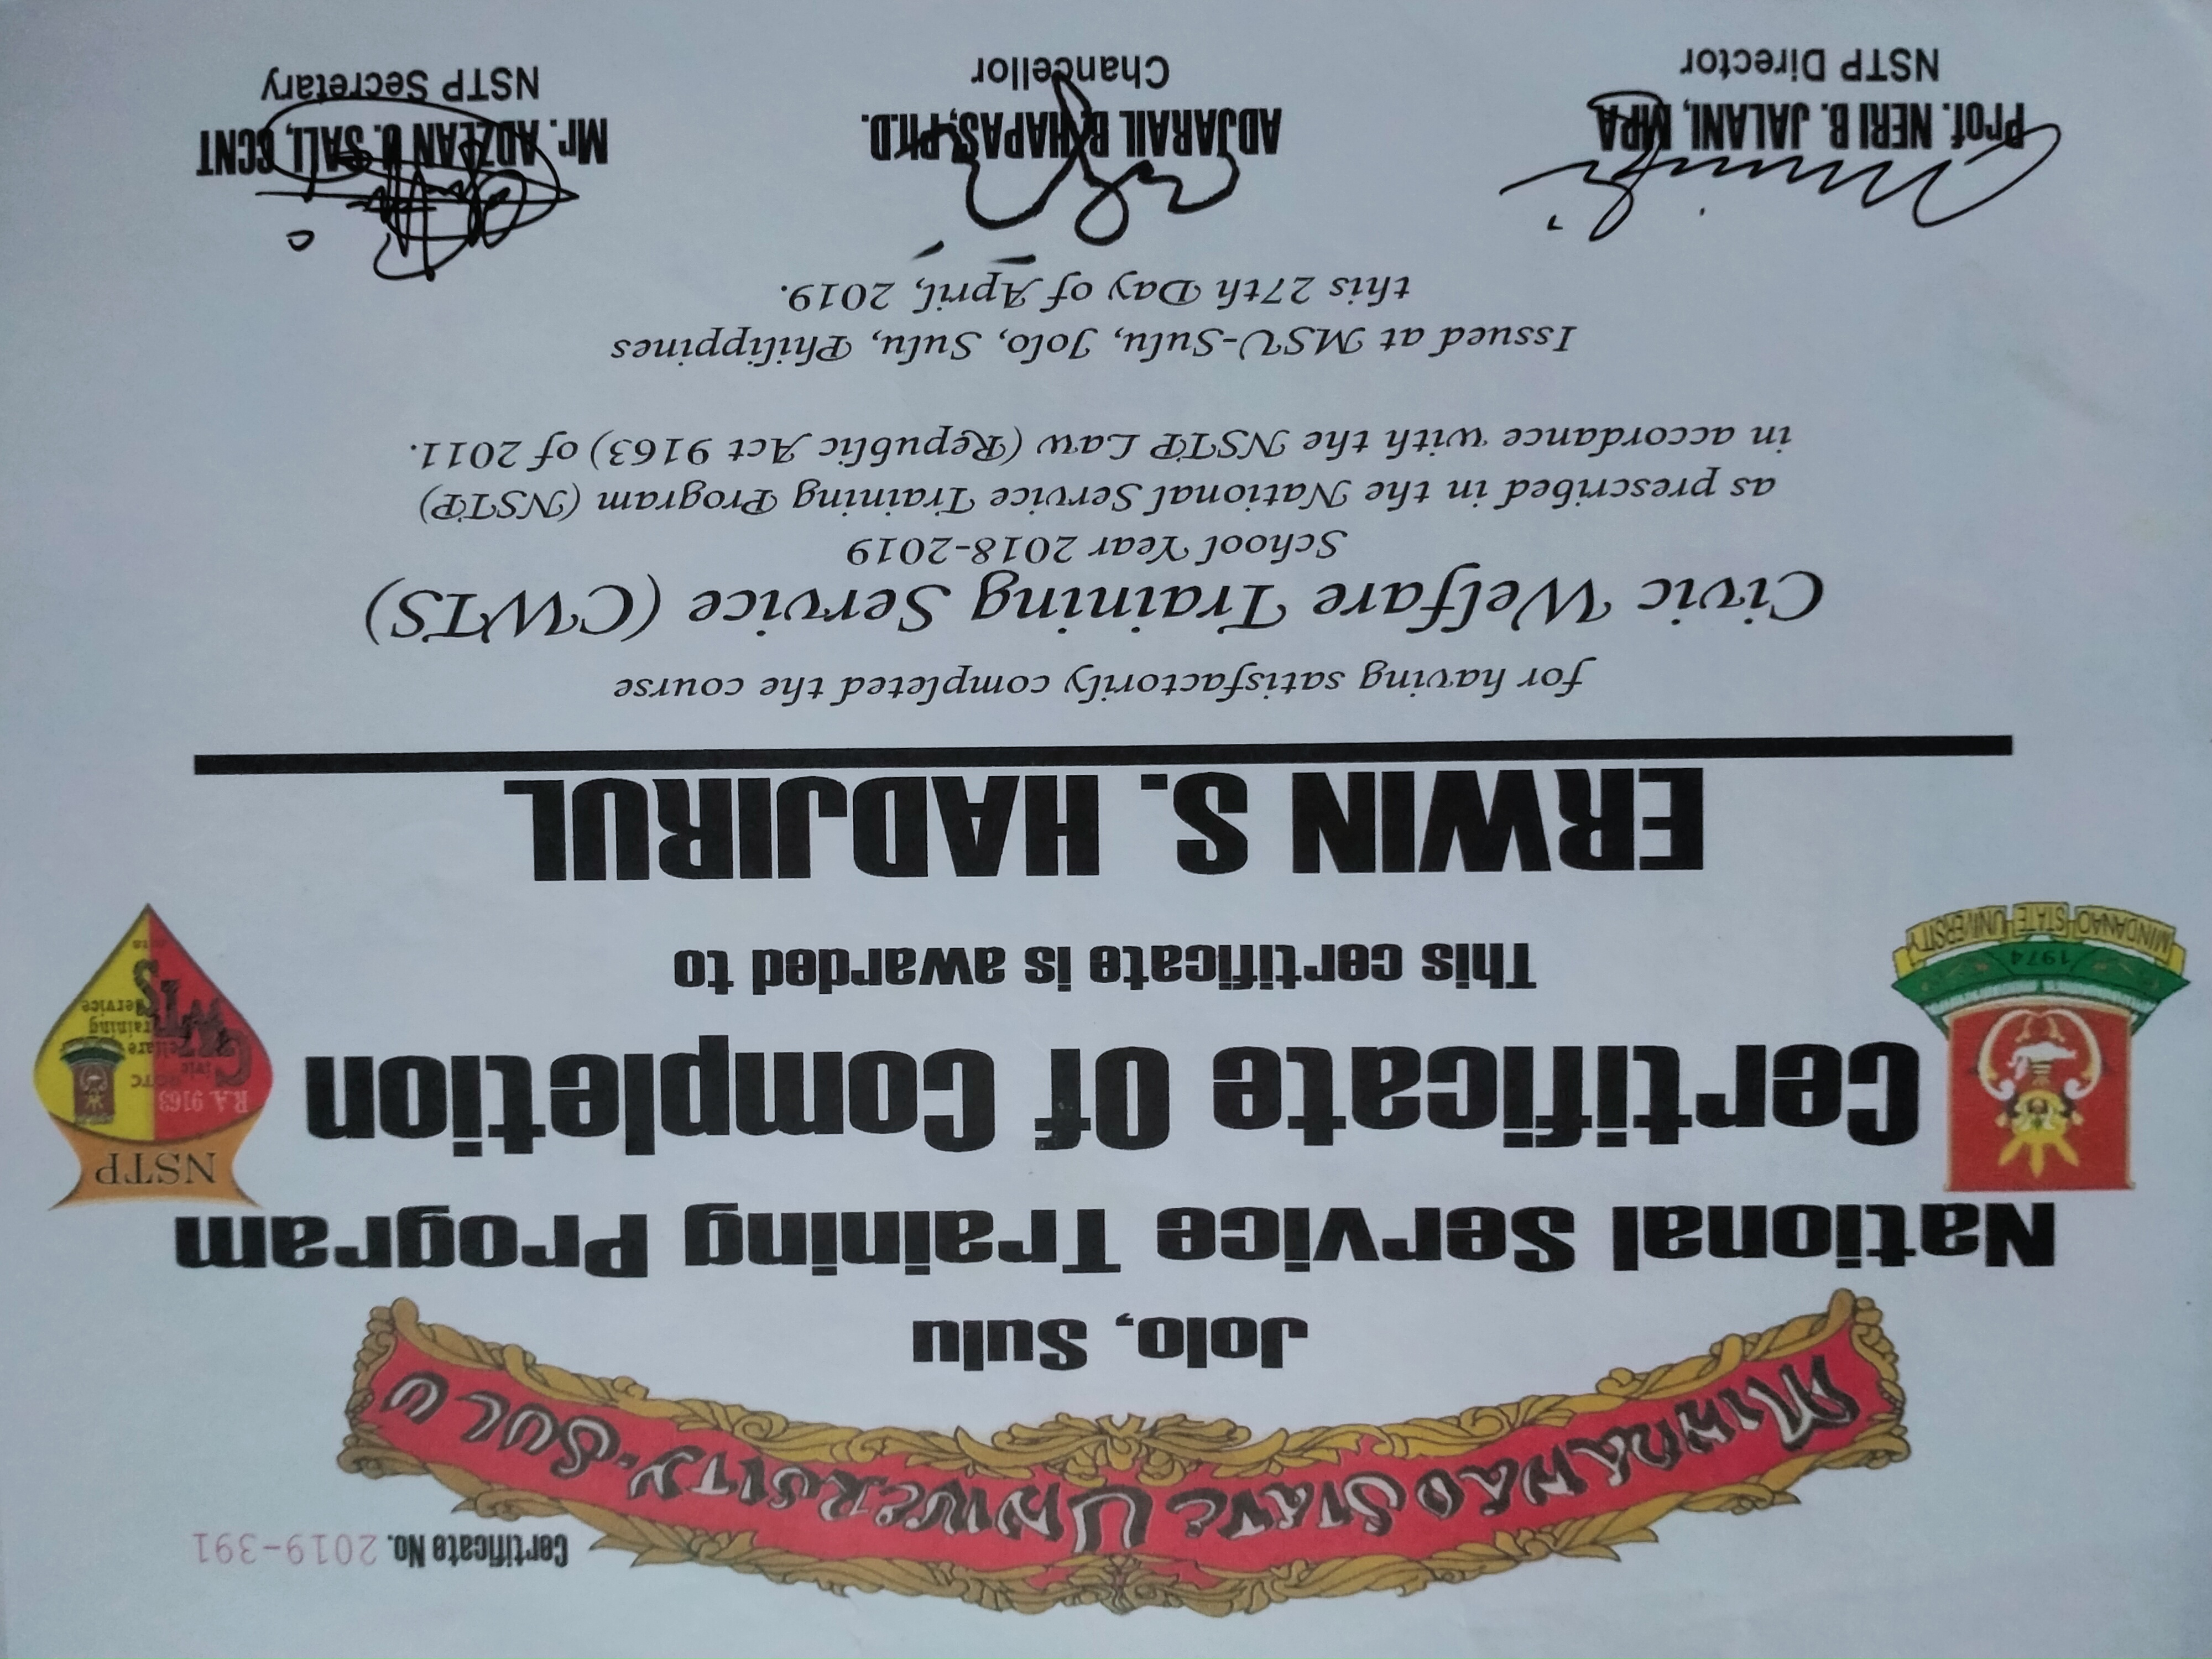 Certificate No. 2019-391
MINDANAO STATE UNIVERSITY-SULU
Jolo, Sulu
National Service Training Program
Certificate Of Completion
1974
MINDANAO STATE UNIVERSITY
NSTP
R.A. 9163
Civic
Welfare
Training
Service
CWTS
This certificate is awarded to
ERWIN S. HADJIRUL
for having satisfactorily completed the course
Civic Welfare Training Service (CWTS)
School Year 2018-2019
as prescribed in the National Service Training Program (NSTP)
in accordance with the NSTP Law (Republic Act 9163) of 2011.
Issued at MSU-Sulu, Jolo, Sulu, Philippines
this 27th Day of April, 2019.
Prof. NERI B. JALANI, MPA
NSTP Director
ADJARAIL B. HAPAS, PH.D.
Chancellor
Mr. U. SALI,
NSTP Secretary